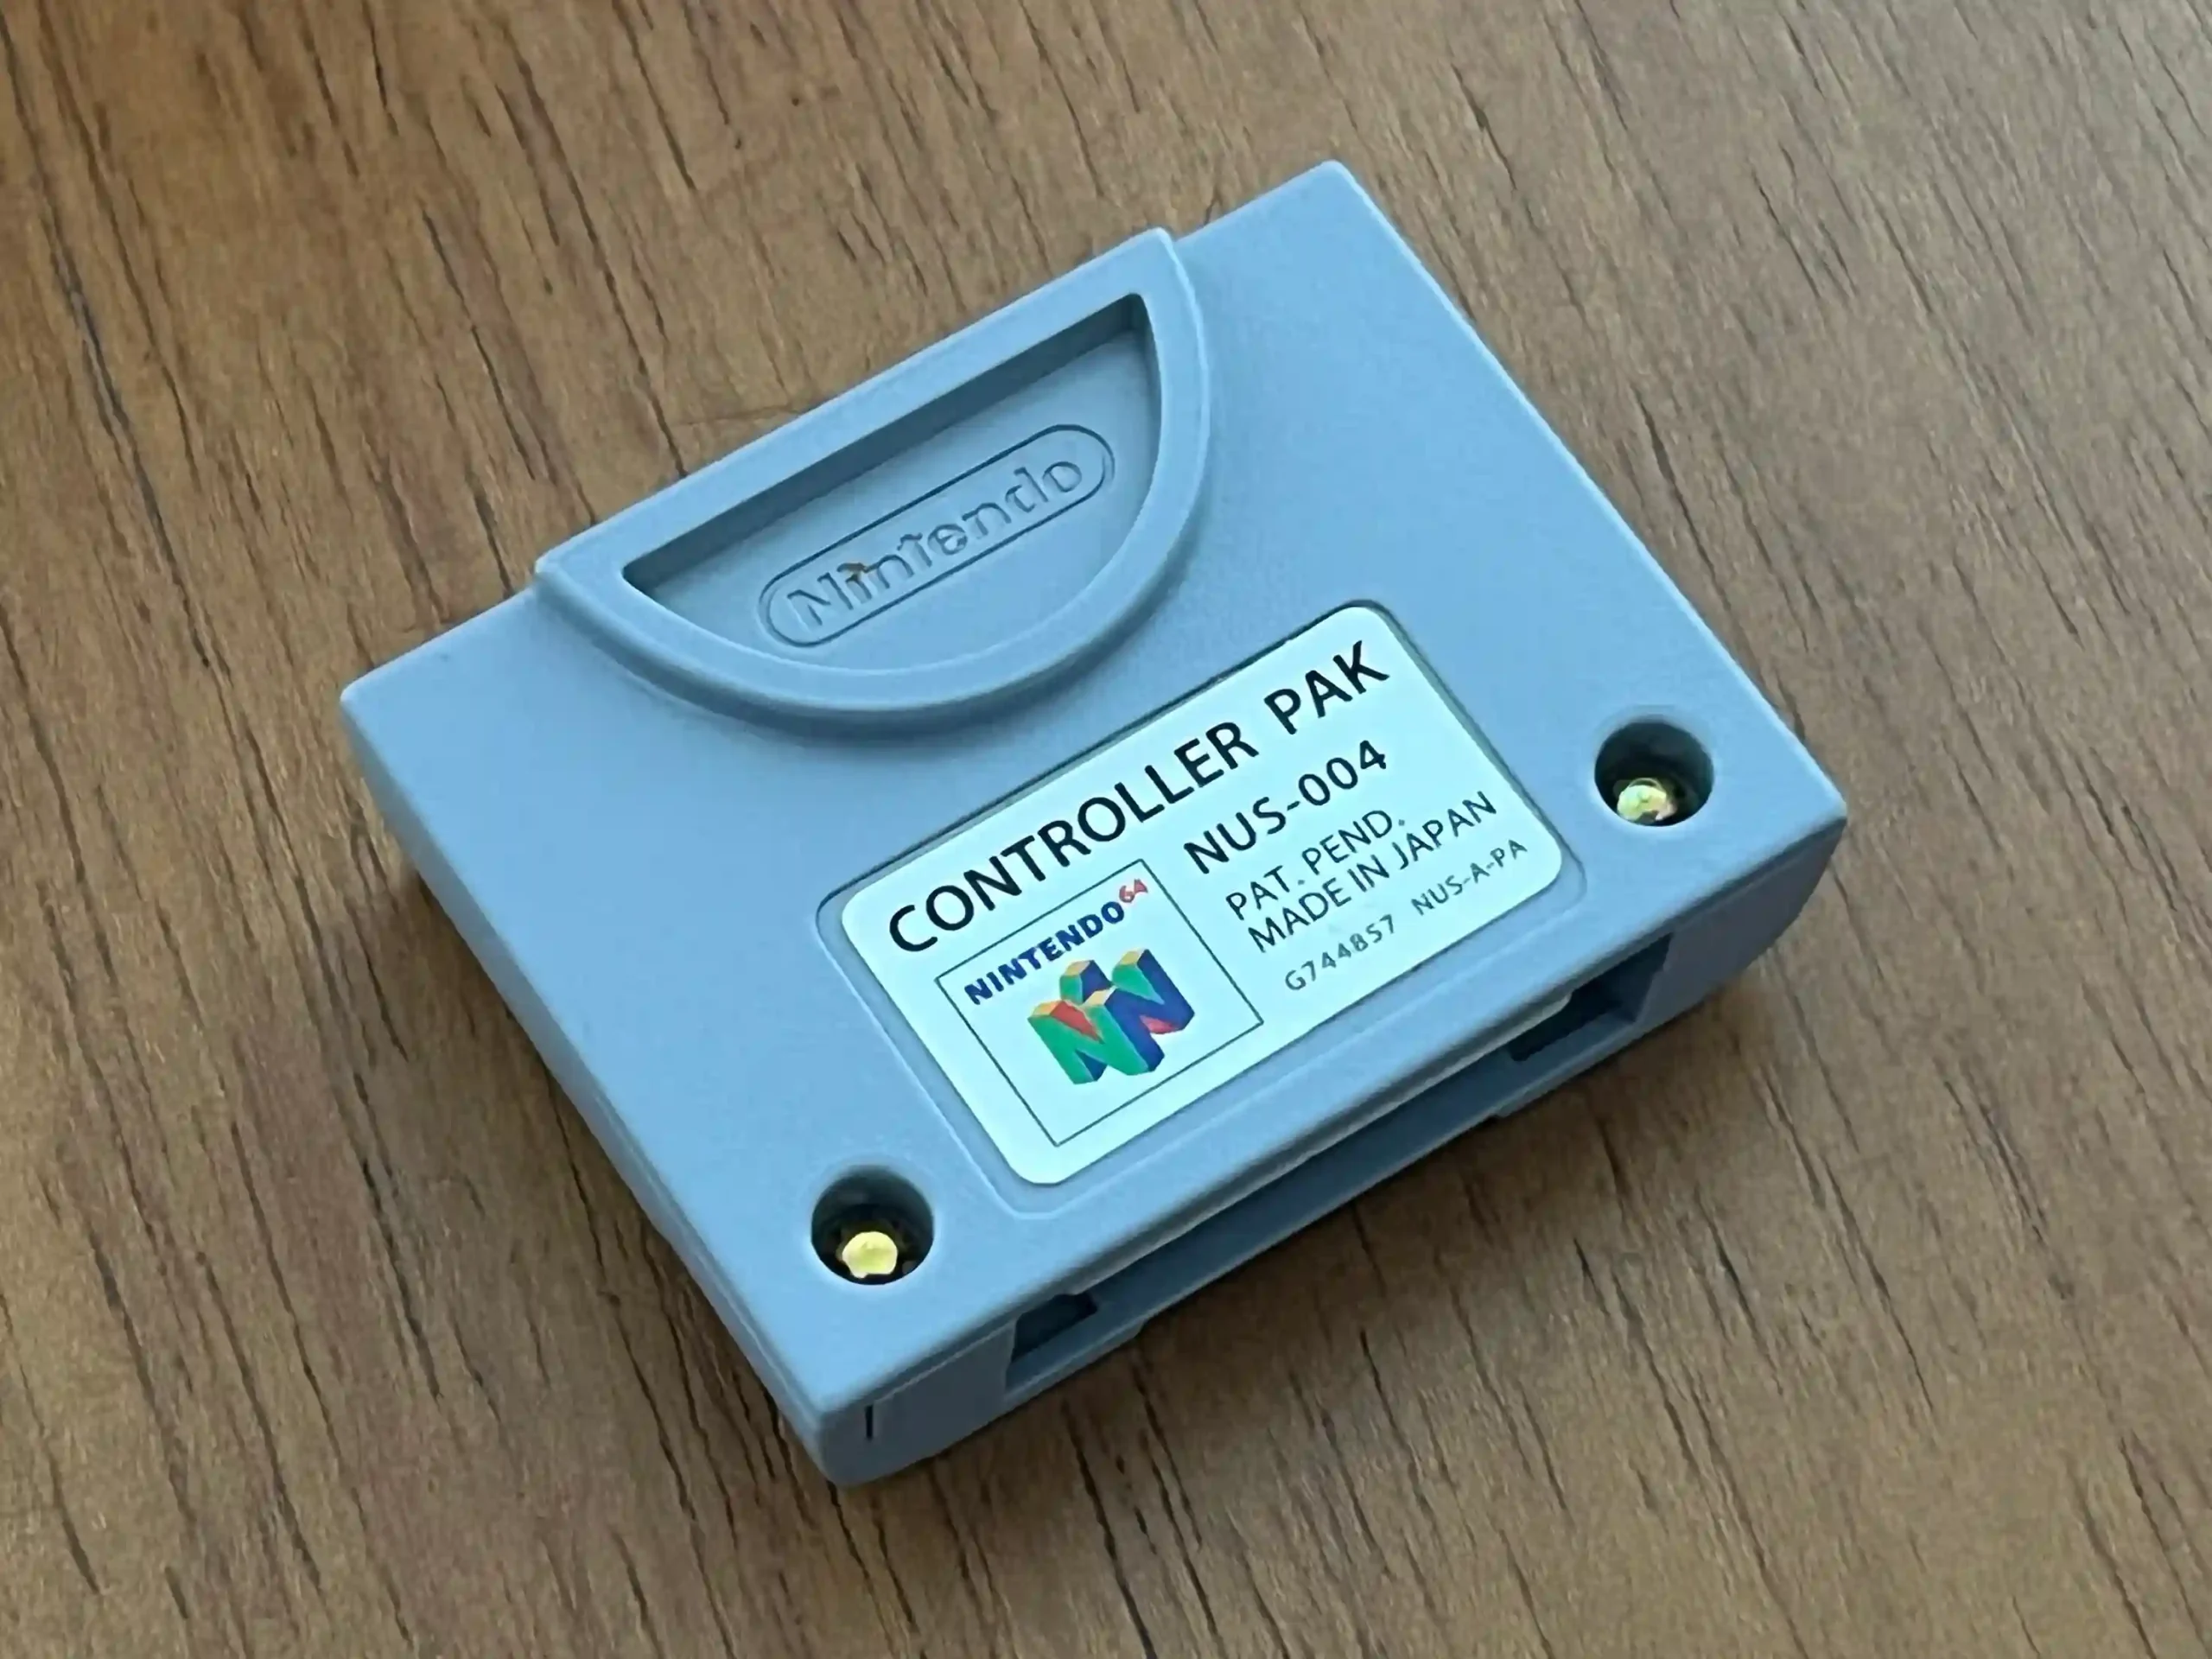 Nintendo
CONTROLLER PAK
NUS-004
PAT. PEND.
MADE IN JAPAN
G744857 NUS-A-PA
NINTENDO64